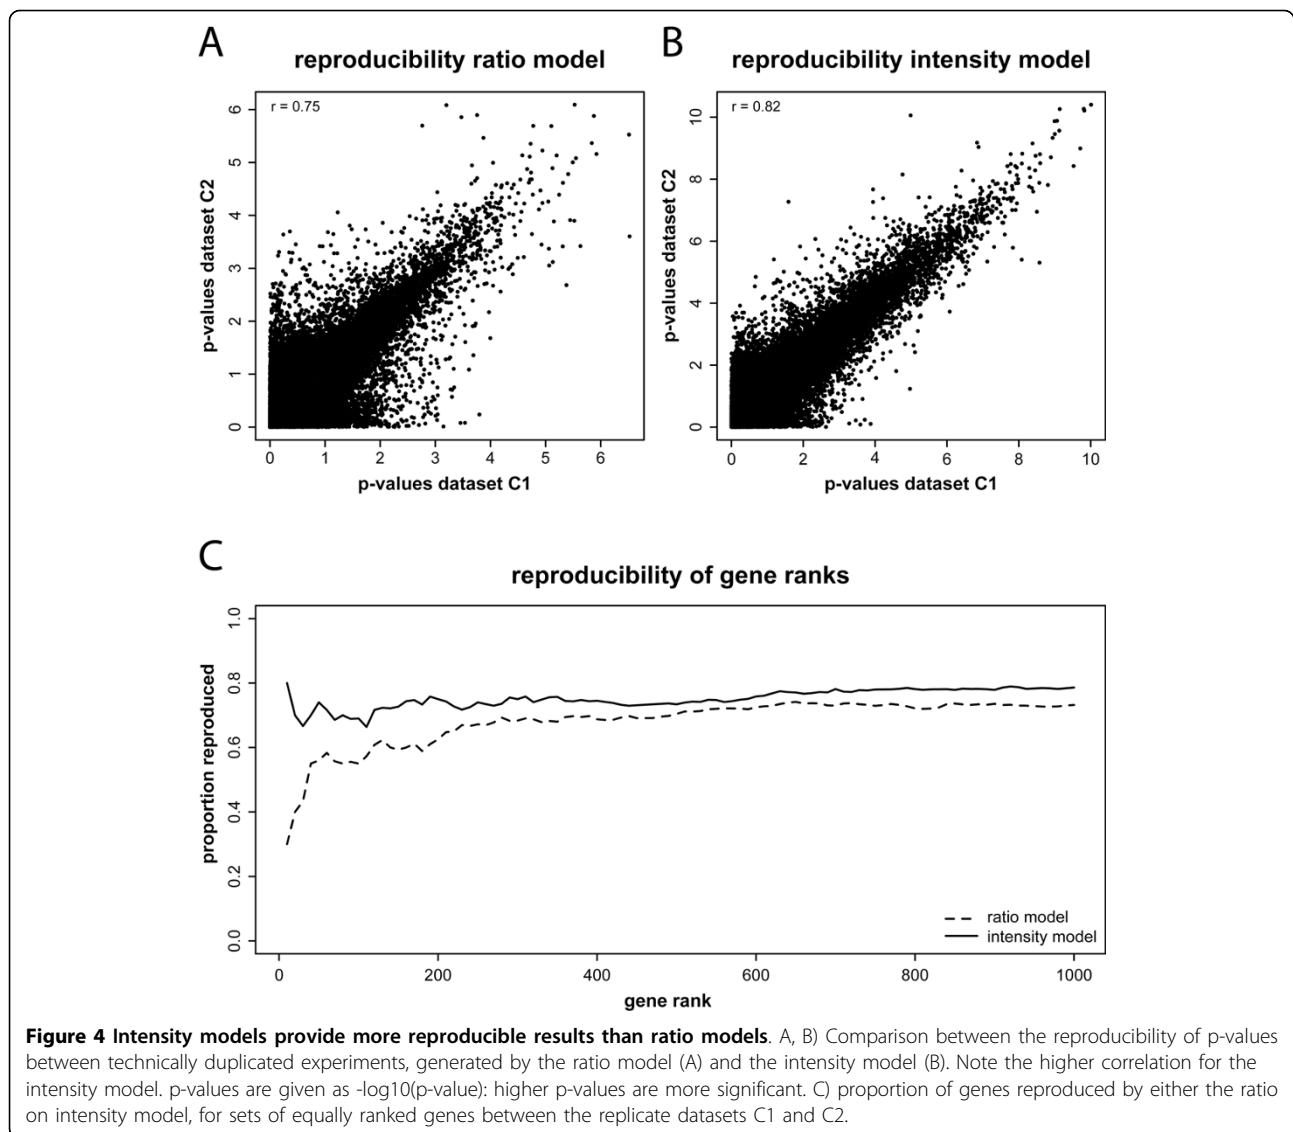 A
reproducibility ratio model
r = 0.75
6
5
4
3
2
1
0
p-values dataset C2
0 1 2 3 4 5 6
p-values dataset C1
B
reproducibility intensity model
r = 0.82
10
8
6
4
2
0
p-values dataset C2
0 2 4 6 8 10
p-values dataset C1
C
reproducibility of gene ranks
1.0
0.8
0.6
0.4
0.2
0.0
proportion reproduced
ratio model
intensity model
0 200 400 600 800 1000
gene rank
Figure 4 Intensity models provide more reproducible results than ratio models. A, B) Comparison between the reproducibility of p-values
between technically duplicated experiments, generated by the ratio model (A) and the intensity model (B). Note the higher correlation for the
intensity model. p-values are given as -log10(p-value): higher p-values are more significant. C) proportion of genes reproduced by either the ratio
on intensity model, for sets of equally ranked genes between the replicate datasets C1 and C2.